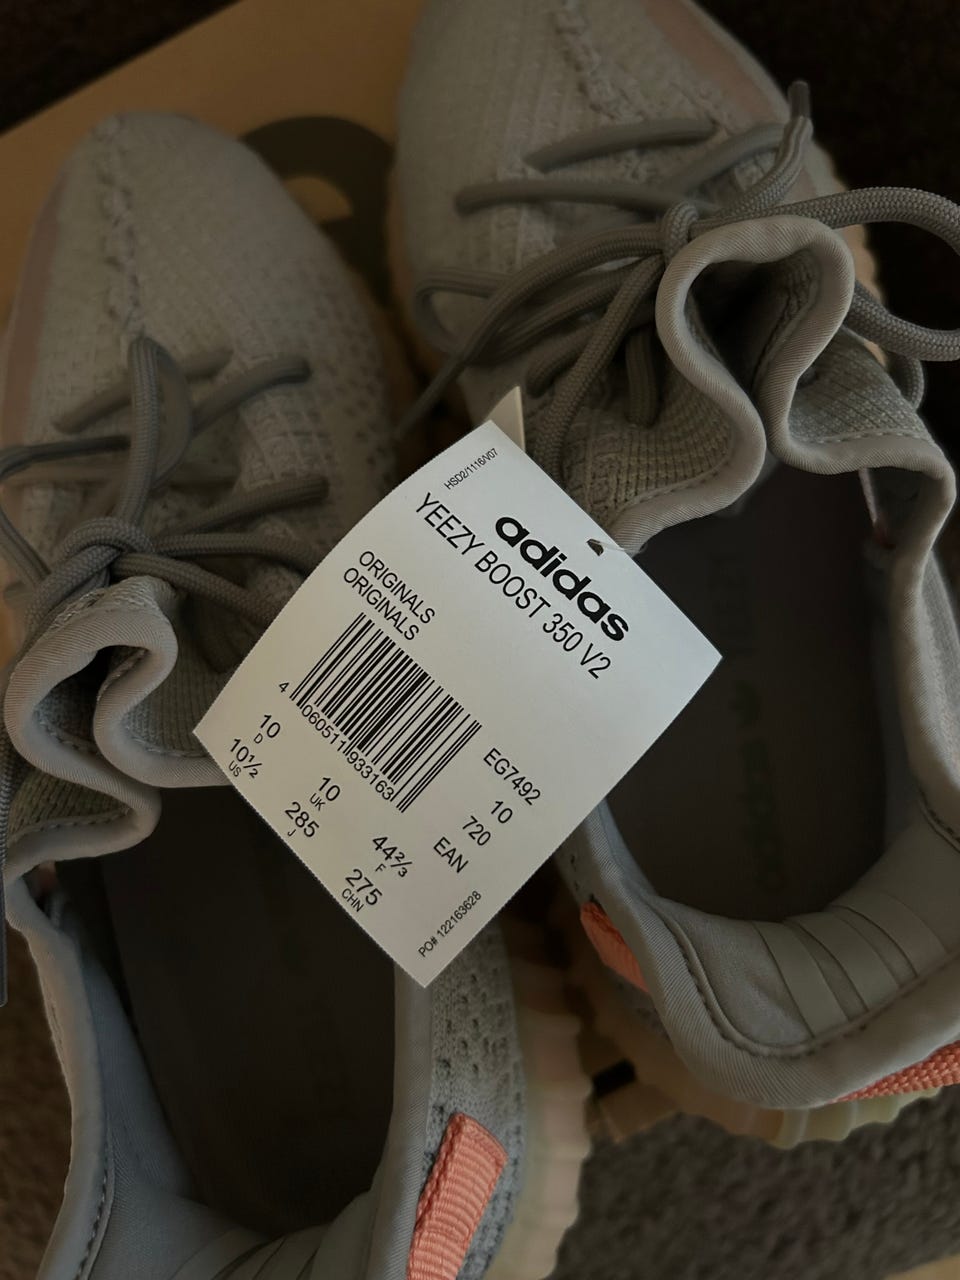 HSD2/1116/V07
adidas
YEEZY BOOST 350 V2
ORIGINALS
ORIGINALS
4 060511 933163
EG7492
10
720
EAN
10
D
10½
US
10
UK
285
J
44⅔
F
275
CHN
PO# 122163628